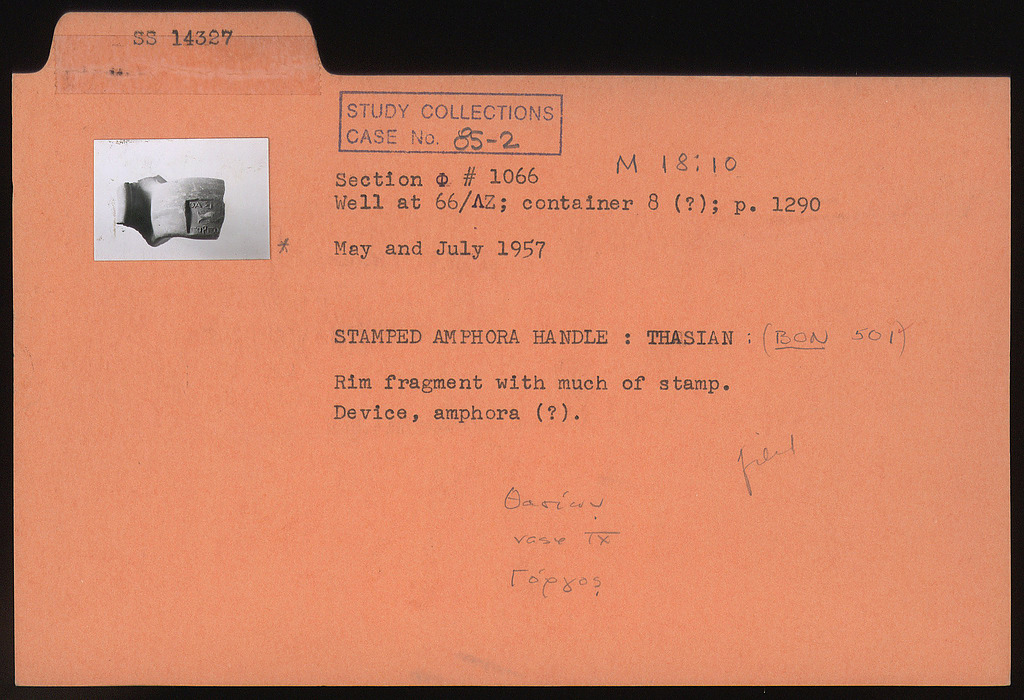 SS 14327
STUDY COLLECTIONS
CASE No. 85-2
M 18:10
Section Φ # 1066
Well at 66/ΛΖ; container 8 (?); p. 1290
* May and July 1957
STAMPED AMPHORA HANDLE : THASIAN : (BON 501)
Rim fragment with much of stamp.
Device, amphora (?).
filed
Θασίων
vase IX
Γόργος